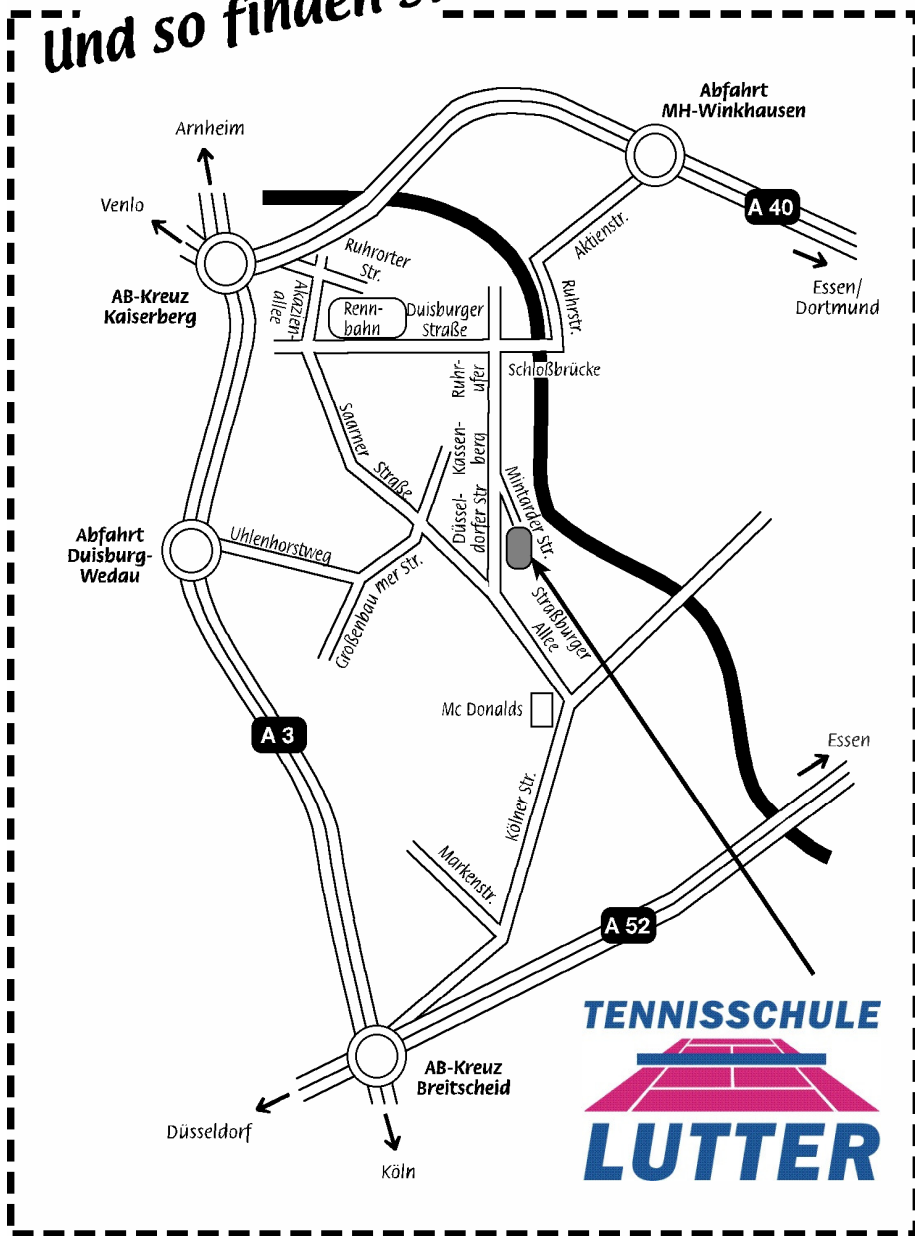 Und so finden
Abfahrt
MH-Winkhausen
Arnheim
Venlo
A 40
Aktienstr.
Ruhrorter
Str.
AB-Kreuz
Kaiserberg
Akazien-
allee
Renn-
bahn
Duisburger
Straße
Ruhrstr.
Essen/
Dortmund
Ruhr-
ufer
Schloßbrücke
Saarner
Straße
Kassen-
berg
Düssel-
dorfer Str
Mintarder Str.
Abfahrt
Duisburg-
Wedau
Uhlenhorstweg
Großenbau mer Str.
Straßburger
Allee
Mc Donalds
A 3
Essen
Kölner Str.
Markenstr.
A 52
TENNISSCHULE
LUTTER
AB-Kreuz
Breitscheid
Düsseldorf
Köln